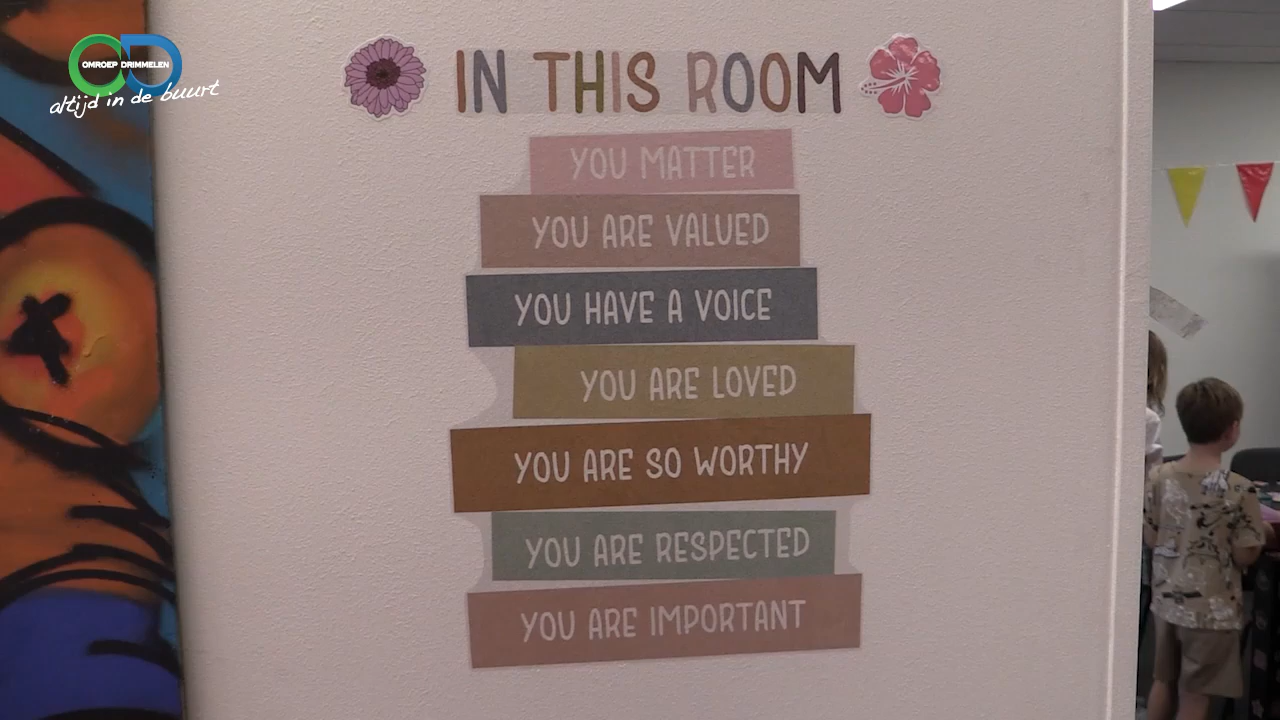 OMROEP DRIMMELEN
altijd in de buurt
IN THIS ROOM
YOU MATTER
YOU ARE VALUED
YOU HAVE A VOICE
YOU ARE LOVED
YOU ARE SO WORTHY
YOU ARE RESPECTED
YOU ARE IMPORTANT